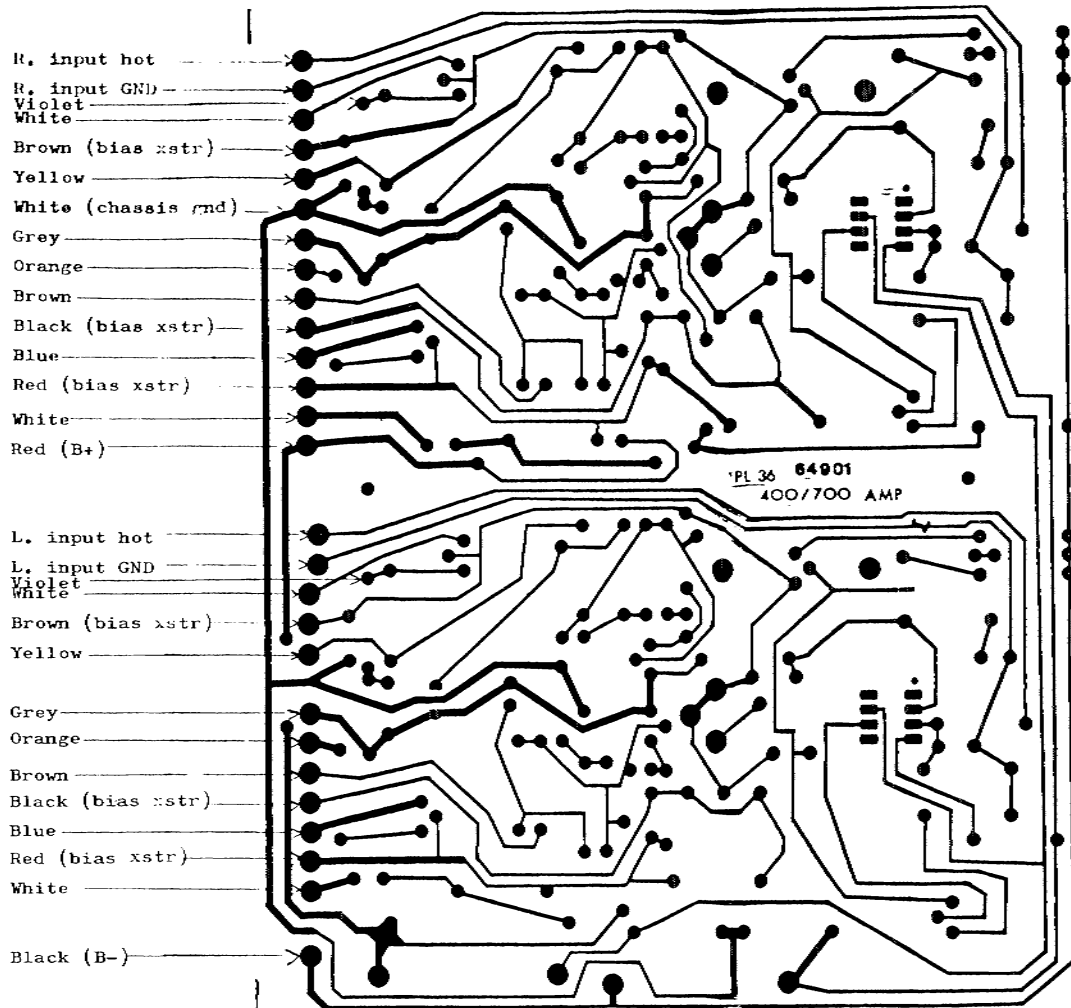 R. input hot
R. input GND
Violet
White
Brown (bias xstr)
Yellow
White (chassis gnd)
Grey
Orange
Brown
Black (bias xstr)
Blue
Red (bias xstr)
White
Red (B+)
PL 36 64901
400/700 AMP
L. input hot
L. input GND
Violet
White
Brown (bias xstr)
Yellow
Grey
Orange
Brown
Black (bias xstr)
Blue
Red (bias xstr)
White
Black (B-)